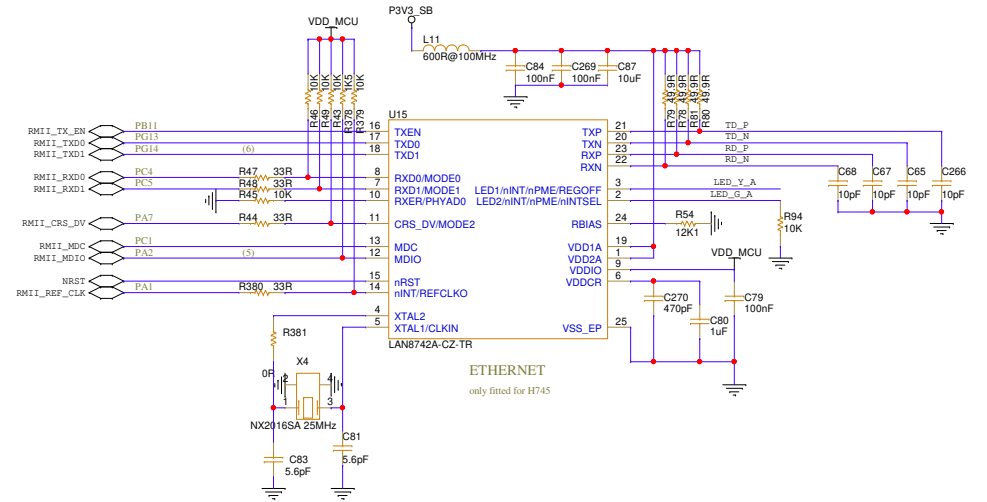 P3V3_SB
VDD_MCU
L11
600R@100MHz
C84
100nF
C269
100nF
C87
10uF
10K
10K
10K
10K
1K5
10K
R46
R49
R43
R378
R379
49.9R
49.9R
49.9R
49.9R
R79
R78
R81
R80
U15
RMII_TX_EN
PB11
16
TXEN
TXP
21
TD_P
RMII_TXD0
PG13
17
TXD0
TXN
20
TD_N
RMII_TXD1
PG14
(6)
18
TXD1
RXP
23
RD_P
RXN
22
RD_N
RMII_RXD0
PC4
R47
33R
8
RXD0/MODE0
RMII_RXD1
PC5
R48
33R
7
RXD1/MODE1
LED1/nINT/nPME/REGOFF
3
LED_Y_A
R45
10K
10
RXER/PHYAD0
LED2/nINT/nPME/nINTSEL
2
LED_G_A
C68
10pF
C67
10pF
C65
10pF
C266
10pF
RMII_CRS_DV
PA7
R44
33R
11
CRS_DV/MODE2
RBIAS
24
R54
12K1
R94
10K
RMII_MDC
PC1
13
MDC
VDD1A
19
RMII_MDIO
PA2
(5)
12
MDIO
VDD2A
1
VDD_MCU
VDDIO
9
NRST
15
nRST
VDDCR
6
RMII_REF_CLK
PA1
R380
33R
14
nINT/REFCLKO
C270
470pF
C79
100nF
4
XTAL2
C80
1uF
5
XTAL1/CLKIN
VSS_EP
25
R381
LAN8742A-CZ-TR
0R
X4
2
4
1
3
NX2016SA 25MHz
ETHERNET
only fitted for H745
C81
5.6pF
C83
5.6pF